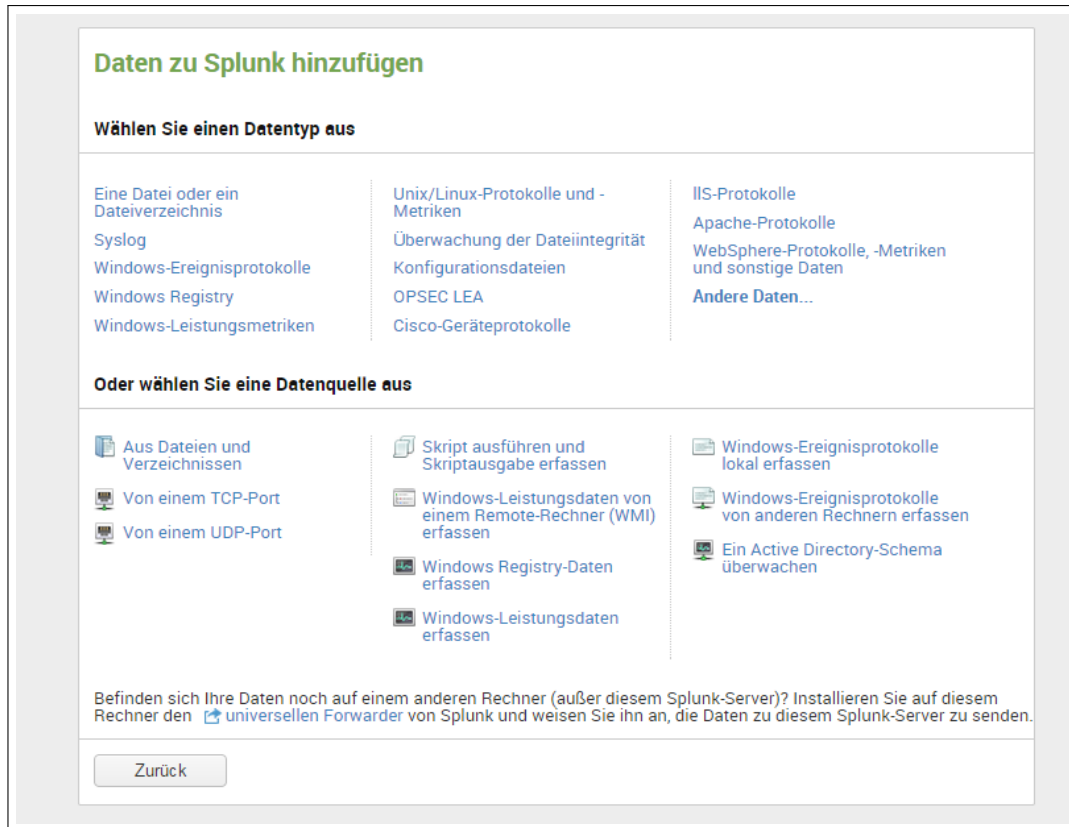 Daten zu Splunk hinzufügen
Wählen Sie einen Datentyp aus
Eine Datei oder ein
Dateiverzeichnis
Syslog
Windows-Ereignisprotokolle
Windows Registry
Windows-Leistungsmetriken
Unix/Linux-Protokolle und -
Metriken
Überwachung der Dateiintegrität
Konfigurationsdateien
OPSEC LEA
Cisco-Geräteprotokolle
IIS-Protokolle
Apache-Protokolle
WebSphere-Protokolle, -Metriken
und sonstige Daten
Andere Daten...
Oder wählen Sie eine Datenquelle aus
Aus Dateien und
Verzeichnissen
Von einem TCP-Port
Von einem UDP-Port
Skript ausführen und
Skriptausgabe erfassen
Windows-Leistungsdaten von
einem Remote-Rechner (WMI)
erfassen
Windows Registry-Daten
erfassen
Windows-Leistungsdaten
erfassen
Windows-Ereignisprotokolle
lokal erfassen
Windows-Ereignisprotokolle
von anderen Rechnern erfassen
Ein Active Directory-Schema
überwachen
Befinden sich Ihre Daten noch auf einem anderen Rechner (außer diesem Splunk-Server)? Installieren Sie auf diesem
Rechner den universellen Forwarder von Splunk und weisen Sie ihn an, die Daten zu diesem Splunk-Server zu senden.
Zurück